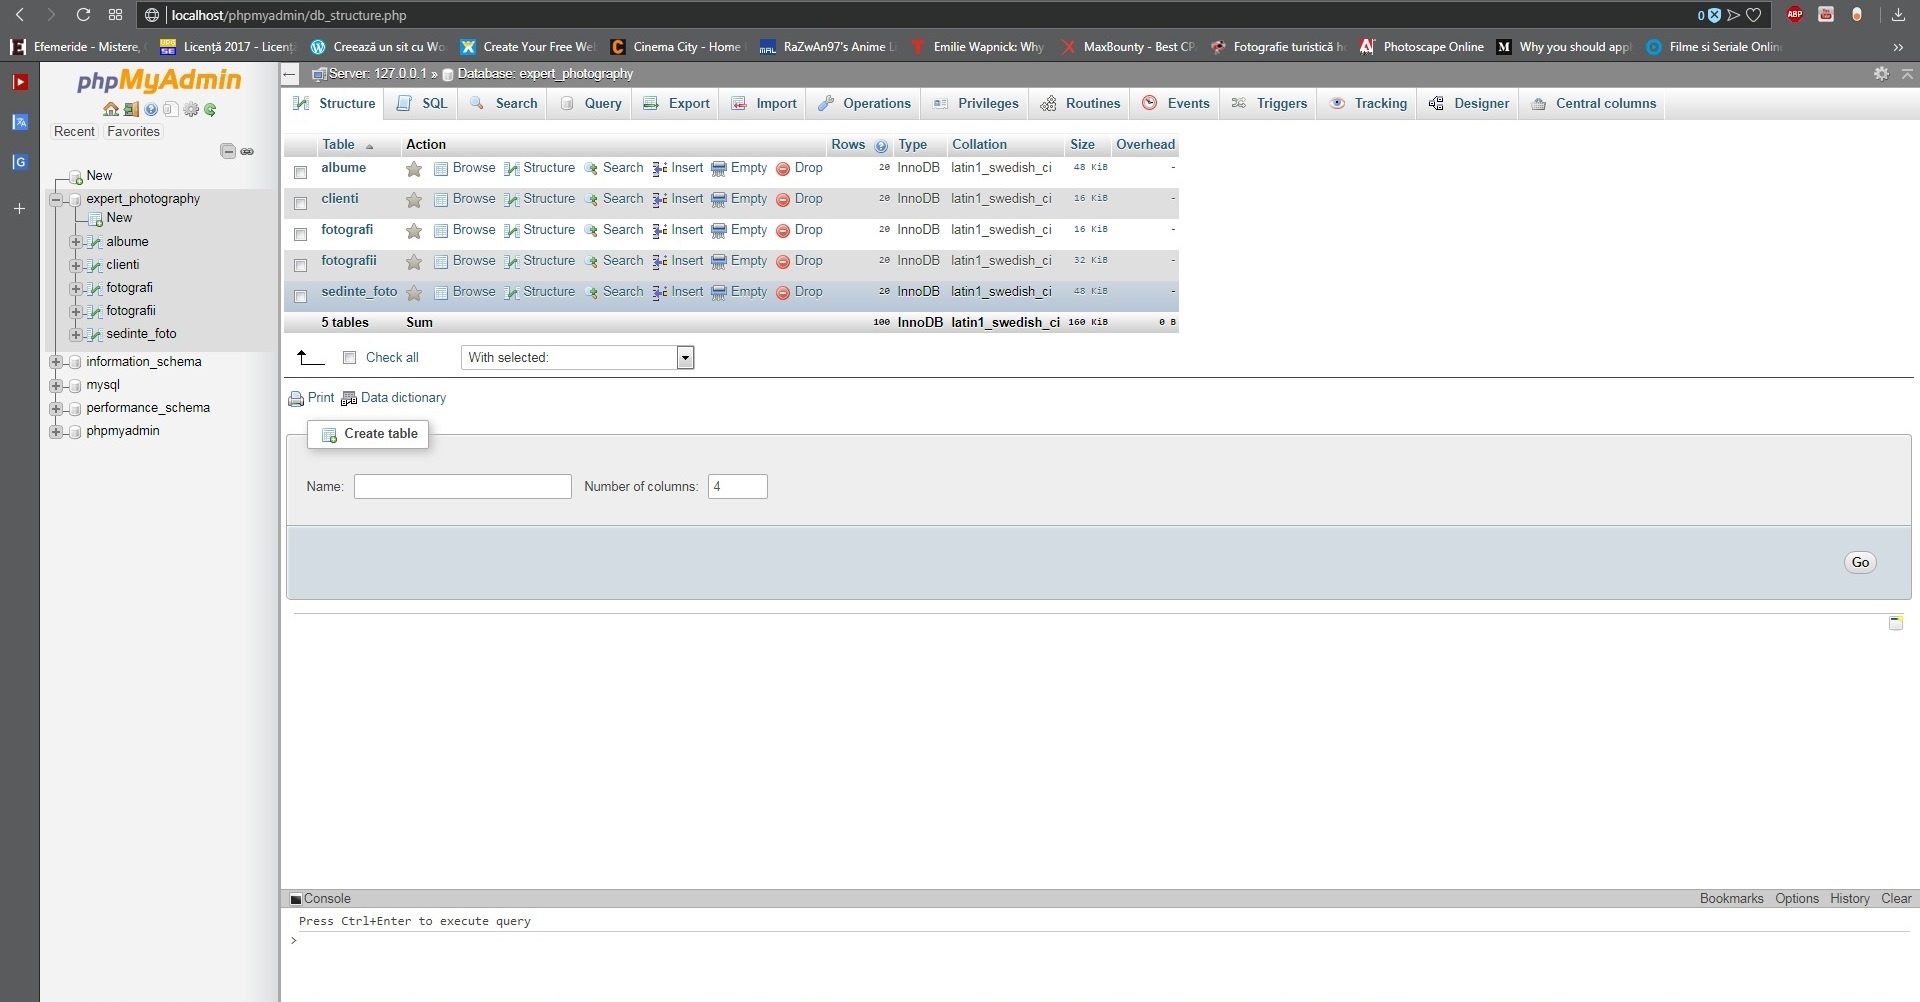 localhost/phpmyadmin/db_structure.php
0
ABP
Efemeride - Mistere,
Licență 2017 - Licenț
Creează un sit cu Wo
Create Your Free We
Cinema City - Home
RaZwAn97's Anime Li
Emilie Wapnick: Why
MaxBounty - Best CP
Fotografie turistică h
Photoscape Online
Why you should app
Filme si Seriale Onlin
phpMyAdmin
Recent
Favorites
New
expert_photography
New
albume
clienti
fotografi
fotografii
sedinte_foto
information_schema
mysql
performance_schema
phpmyadmin
Server: 127.0.0.1 » Database: expert_photography
Structure SQL Search Query Export Import Operations Privileges Routines Events Triggers Tracking Designer Central columns
Table Action Rows Type Collation Size Overhead
albume Browse Structure Search Insert Empty Drop 20 InnoDB latin1_swedish_ci 48 KiB -
clienti Browse Structure Search Insert Empty Drop 20 InnoDB latin1_swedish_ci 16 KiB -
fotografi Browse Structure Search Insert Empty Drop 20 InnoDB latin1_swedish_ci 16 KiB -
fotografii Browse Structure Search Insert Empty Drop 20 InnoDB latin1_swedish_ci 32 KiB -
sedinte_foto Browse Structure Search Insert Empty Drop 20 InnoDB latin1_swedish_ci 48 KiB -
5 tables Sum 100 InnoDB latin1_swedish_ci 160 KiB 0 B
Check all With selected:
Print Data dictionary
Create table
Name: Number of columns: 4
Go
Console Bookmarks Options History Clear
Press Ctrl+Enter to execute query
>